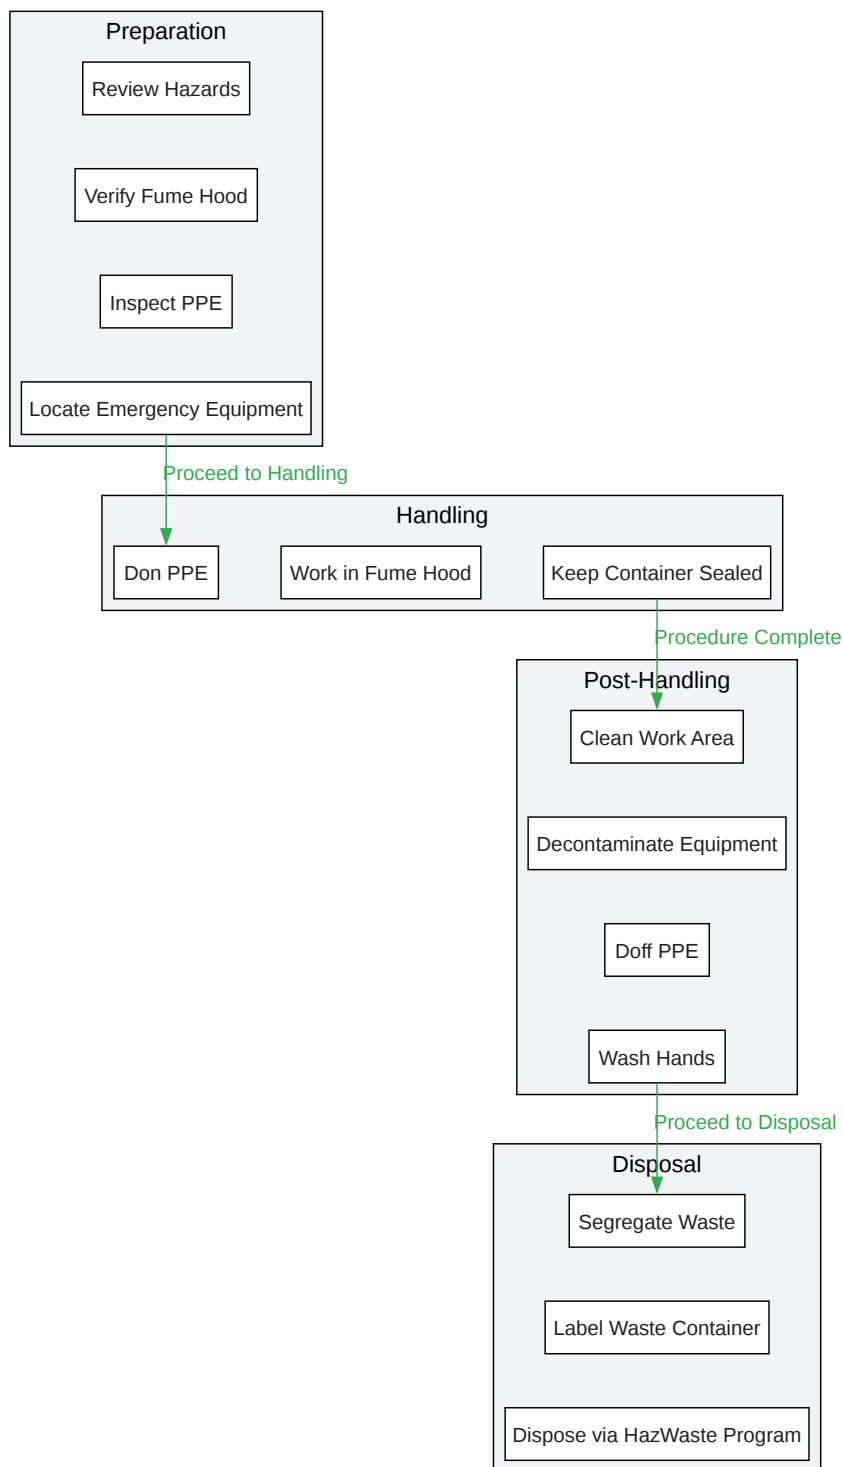 Preparation
Review Hazards
Verify Fume Hood
Inspect PPE
Locate Emergency Equipment
Proceed to Handling
Handling
Don PPE
Work in Fume Hood
Keep Container Sealed
Procedure Complete
Post-Handling
Clean Work Area
Decontaminate Equipment
Doff PPE
Wash Hands
Proceed to Disposal
Disposal
Segregate Waste
Label Waste Container
Dispose via HazWaste Program